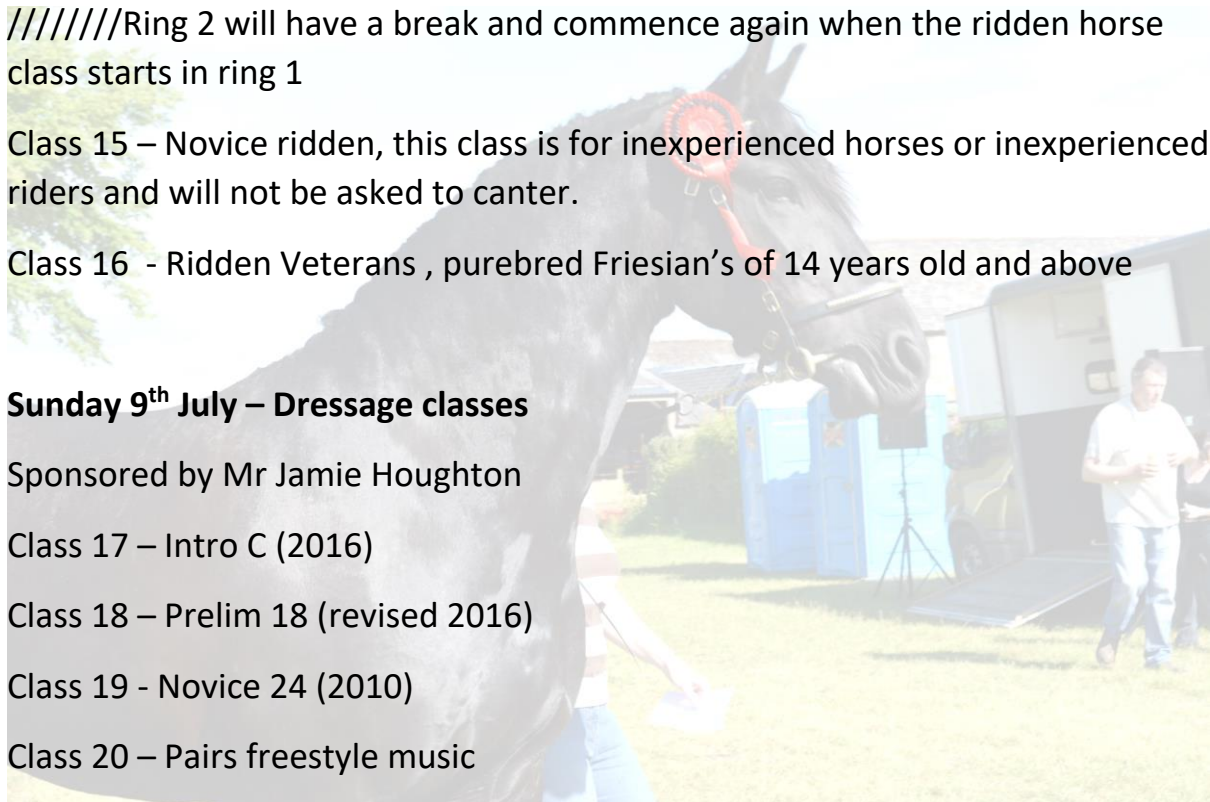 ////////Ring 2 will have a break and commence again when the ridden horse
class starts in ring 1
Class 15 – Novice ridden, this class is for inexperienced horses or inexperienced
riders and will not be asked to canter.
Class 16  - Ridden Veterans , purebred Friesian’s of 14 years old and above
Sunday 9th July – Dressage classes
Sponsored by Mr Jamie Houghton
Class 17 – Intro C (2016)
Class 18 – Prelim 18 (revised 2016)
Class 19 - Novice 24 (2010)
Class 20 – Pairs freestyle music